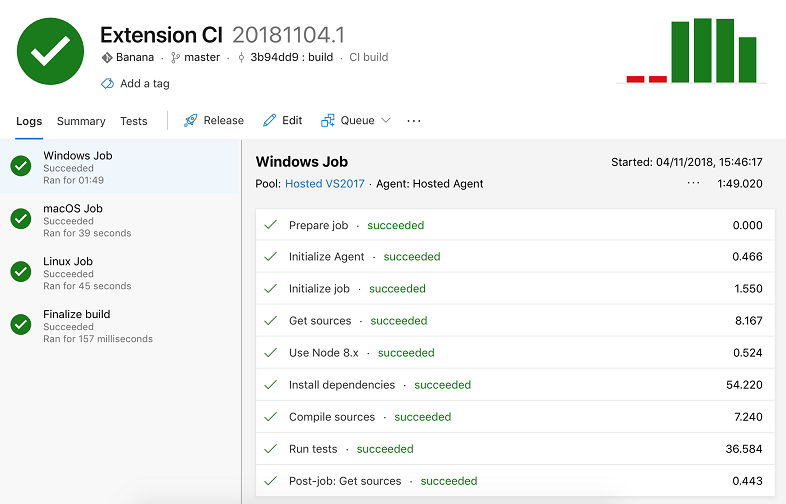 Extension CI 20181104.1
Banana · master · 3b94dd9 : build · CI build
Add a tag
Logs Summary Tests Release Edit Queue ...
Windows Job
Succeeded
Ran for 01:49
macOS Job
Succeeded
Ran for 39 seconds
Linux Job
Succeeded
Ran for 45 seconds
Finalize build
Succeeded
Ran for 157 milliseconds
Windows Job Started: 04/11/2018, 15:46:17
Pool: Hosted VS2017 · Agent: Hosted Agent ... 1:49.020
Prepare job · succeeded 0.000
Initialize Agent · succeeded 0.466
Initialize job · succeeded 1.550
Get sources · succeeded 8.167
Use Node 8.x · succeeded 0.524
Install dependencies · succeeded 54.220
Compile sources · succeeded 7.240
Run tests · succeeded 36.584
Post-job: Get sources · succeeded 0.443